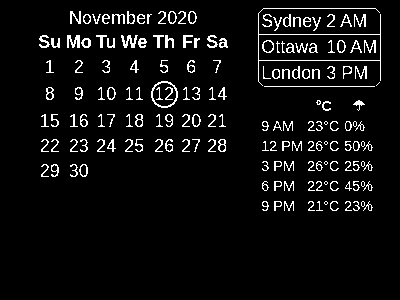 November 2020
Su Mo Tu We Th Fr Sa
1 2 3 4 5 6 7
8 9 10 11 12 13 14
15 16 17 18 19 20 21
22 23 24 25 26 27 28
29 30
Sydney 2 AM
Ottawa 10 AM
London 3 PM
°C ☂
9 AM 23°C 0%
12 PM 26°C 50%
3 PM 26°C 25%
6 PM 22°C 45%
9 PM 21°C 23%